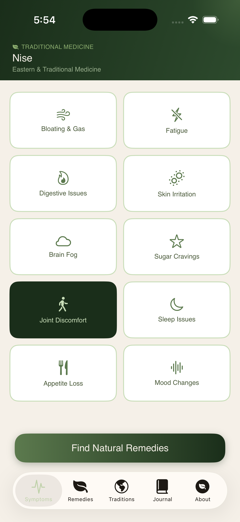 5:54
TRADITIONAL MEDICINE
Nise
Eastern & Traditional Medicine
Bloating & Gas
Fatigue
Digestive Issues
Skin Irritation
Brain Fog
Sugar Cravings
Joint Discomfort
Sleep Issues
Appetite Loss
Mood Changes
Find Natural Remedies
Symptoms
Remedies
Traditions
Journal
About